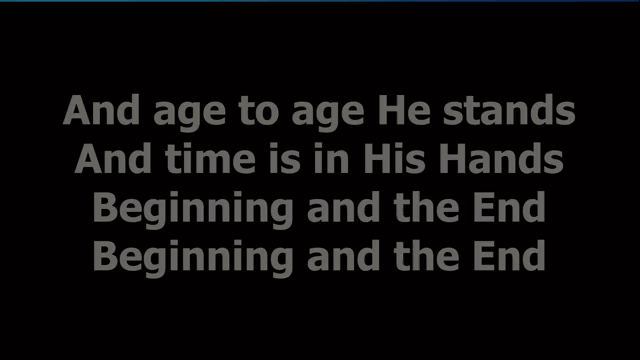 And age to age He stands
And time is in His Hands
Beginning and the End
Beginning and the End